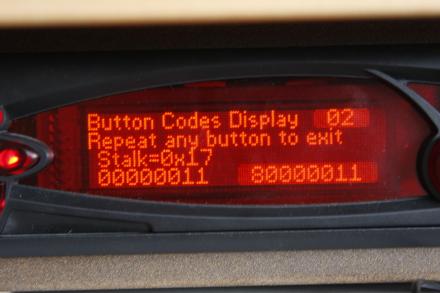 Button Codes Display 02
Repeat any button to exit
Stalk=0x17
00000011 80000011